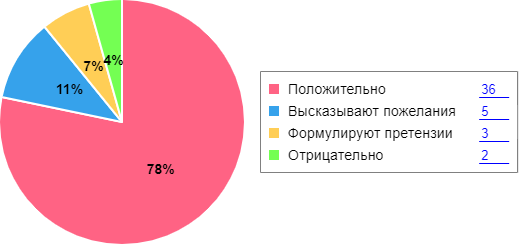 4%
7%
11%
78%
Положительно 36
Высказывают пожелания 5
Формулируют претензии 3
Отрицательно 2